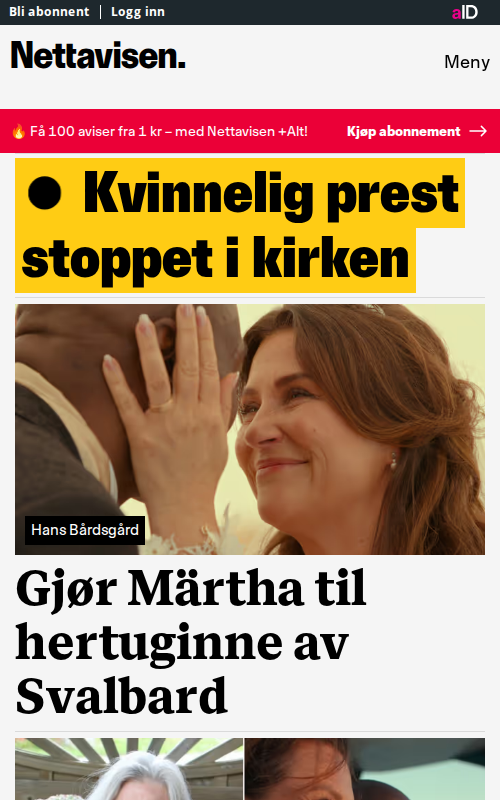 Bli abonnent | Logg inn
aID
Nettavisen.
Meny
🔥 Få 100 aviser fra 1 kr – med Nettavisen +Alt!
Kjøp abonnement →
● Kvinnelig prest
stoppet i kirken
Hans Bårdsgård
Gjør Märtha til
hertuginne av
Svalbard